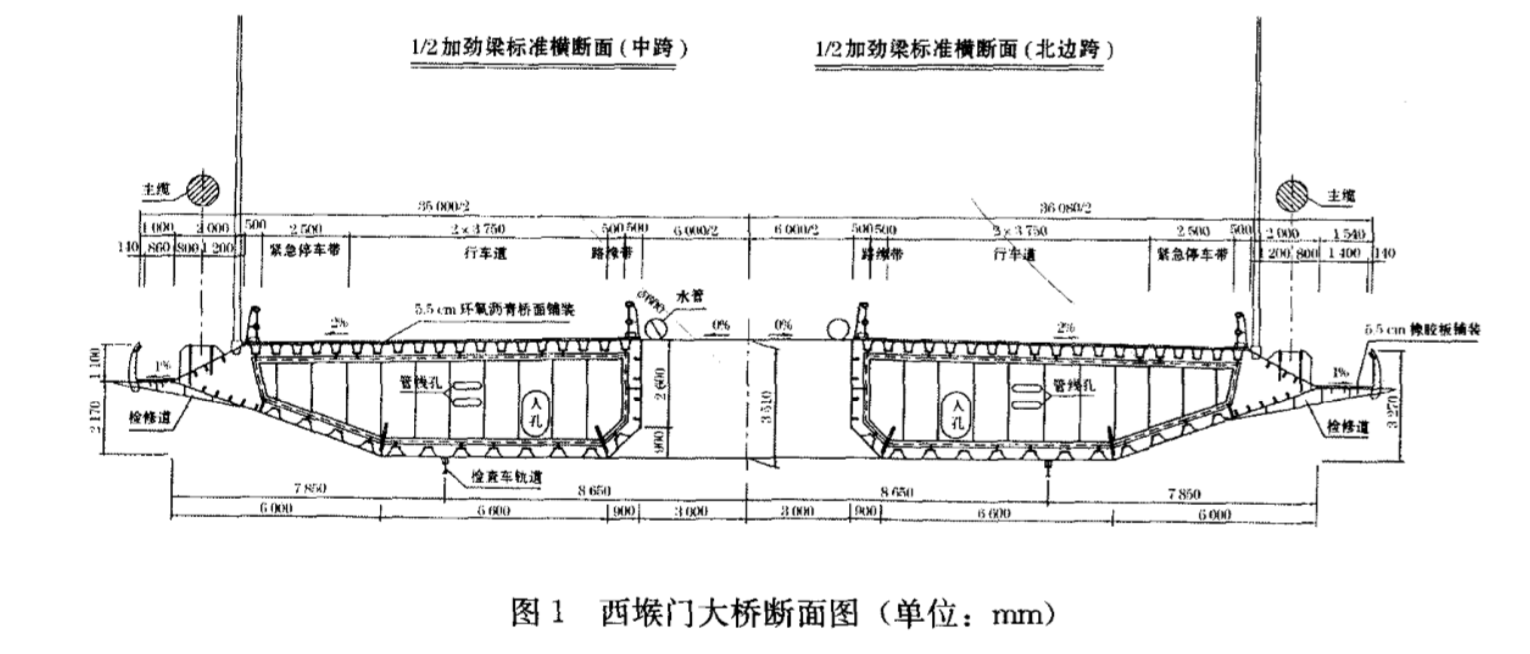 1/2加劲梁标准横断面(中跨) 1/2加劲梁标准横断面(北边跨)
主缆 主缆
35 000/2 36 080/2
1 000 2 000 500 2 500 2×3 750 500 500 6 000/2 6 000/2 500 500 2×3 750 2 500 500 2 000 1 540
140 860 800 1 200 紧急停车带 行车道 路缘带 路缘带 行车道 紧急停车带 1 200 800 1 400 140
5.5 cm环氧沥青桥面铺装 φ800 水管
2% 0% 0% 2% 5.5 cm橡胶板铺装
1 100 1% 1%
管线孔 2 600 管线孔
2 170 检修道 人孔 3 510 人孔 检修道 3 270
900
检查车轨道
7 850 8 650 8 650 7 850
6 000 6 600 900 3 000 3 000 900 6 600 6 000
图 1 西堠门大桥断面图(单位:mm)